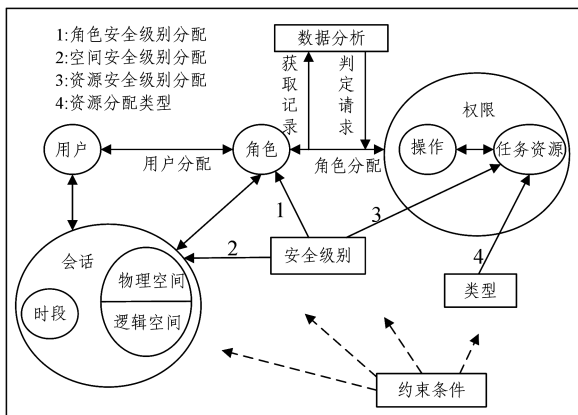 1:角色安全级别分配
2:空间安全级别分配
3:资源安全级别分配
4:资源分配类型
数据分析
获取记录
判定请求
权限
用户
用户分配
角色
角色分配
操作
任务资源
1
3
2
4
会话
物理空间
逻辑空间
时段
安全级别
类型
约束条件